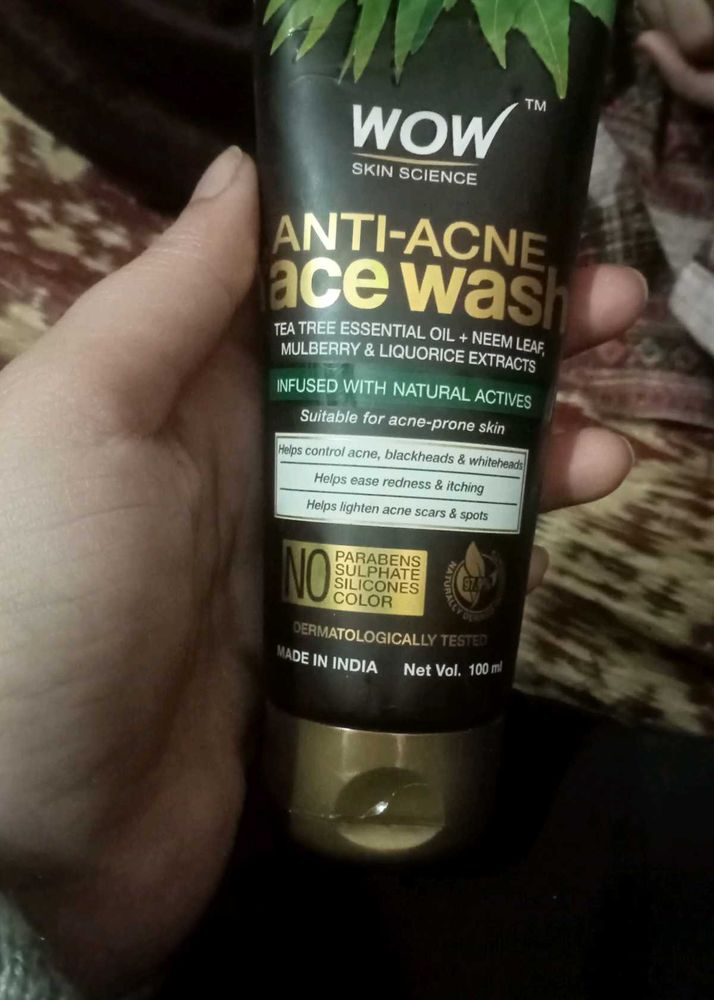 WOW™
SKIN SCIENCE
ANTI-ACNE
face wash
TEA TREE ESSENTIAL OIL + NEEM LEAF,
MULBERRY & LIQUORICE EXTRACTS
INFUSED WITH NATURAL ACTIVES
Suitable for acne-prone skin
Helps control acne, blackheads & whiteheads
Helps ease redness & itching
Helps lighten acne scars & spots
NO PARABENS
SULPHATE
SILICONES
COLOR
NATURALLY
DERMATOLOGICALLY TESTED
MADE IN INDIA Net Vol. 100 ml